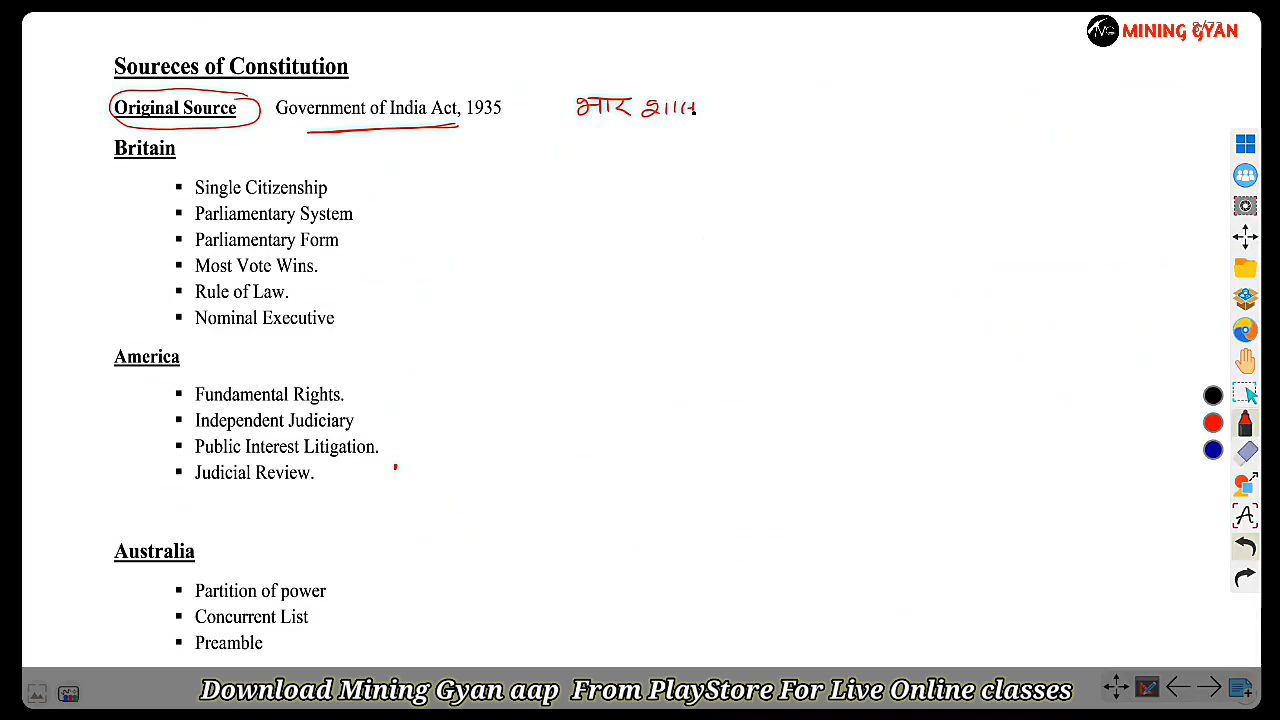 MINING GYAN
Soureces of Constitution
Original Source Government of India Act, 1935 भार शास
Britain
▪ Single Citizenship
▪ Parliamentary System
▪ Parliamentary Form
▪ Most Vote Wins.
▪ Rule of Law.
▪ Nominal Executive
America
▪ Fundamental Rights.
▪ Independent Judiciary
▪ Public Interest Litigation.
▪ Judicial Review.
Australia
▪ Partition of power
▪ Concurrent List
▪ Preamble
Download Mining Gyan aap From PlayStore For Live Online classes